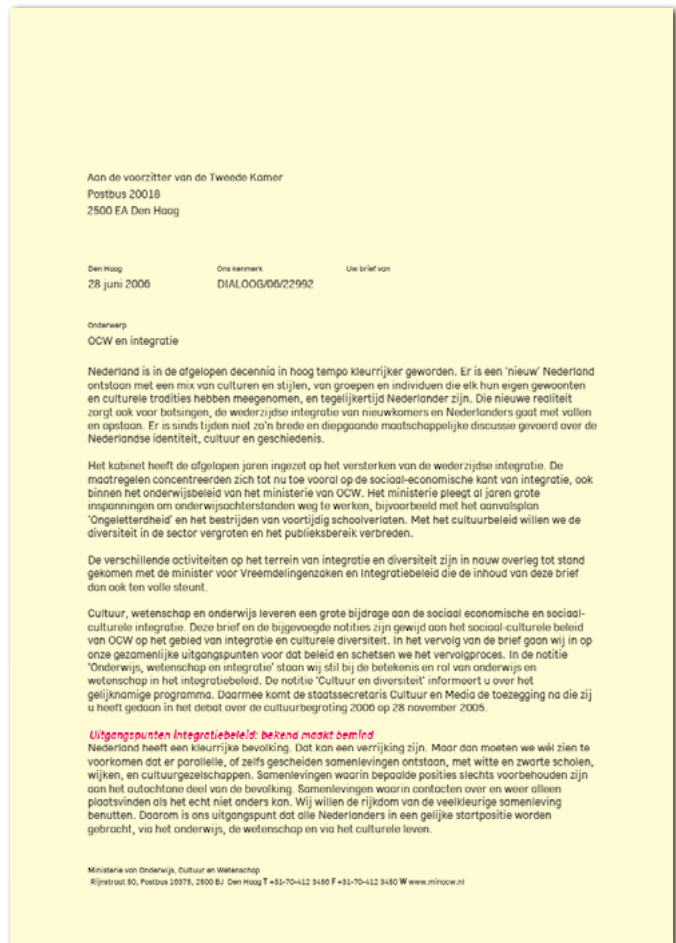 Aan de voorzitter van de Tweede Kamer
Postbus 20018
2500 EA Den Haag
Den Haag Ons kenmerk Uw brief van
28 juni 2006 DIALOOG/06/22992
Onderwerp
OCW en integratie
Nederland is in de afgelopen decennia in hoog tempo kleurrijker geworden. Er is een 'nieuw' Nederland
ontstaan met een mix van culturen en stijlen, van groepen en individuen die elk hun eigen gewoonten
en culturele tradities hebben meegenomen, en tegelijkertijd Nederlander zijn. Die nieuwe realiteit
zorgt ook voor botsingen, de wederzijdse integratie van nieuwkomers en Nederlanders gaat met vallen
en opstaan. Er is sinds tijden niet zo'n brede en diepgaande maatschappelijke discussie gevoerd over de
Nederlandse identiteit, cultuur en geschiedenis.
Het kabinet heeft de afgelopen jaren ingezet op het versterken van de wederzijdse integratie. De
maatregelen concentreerden zich tot nu toe vooral op de sociaal-economische kant van integratie, ook
binnen het onderwijsbeleid van het ministerie van OCW. Het ministerie pleegt al jaren grote
inspanningen om onderwijsachterstanden weg te werken, bijvoorbeeld met het aanvalsplan
'Ongeletterdheid' en het bestrijden van voortijdig schoolverlaten. Met het cultuurbeleid willen we de
diversiteit in de sector vergroten en het publieksbereik verbreden.
De verschillende activiteiten op het terrein van integratie en diversiteit zijn in nauw overleg tot stand
gekomen met de minister voor Vreemdelingenzaken en Integratiebeleid die de inhoud van deze brief
dan ook ten volle steunt.
Cultuur, wetenschap en onderwijs leveren een grote bijdrage aan de sociaal economische en sociaal-
culturele integratie. Deze brief en de bijgevoegde notities zijn gewijd aan het sociaal-culturele beleid
van OCW op het gebied van integratie en culturele diversiteit. In het vervolg van de brief gaan wij in op
onze gezamenlijke uitgangspunten voor dat beleid en schetsen we het vervolgproces. In de notitie
'Onderwijs, wetenschap en integratie' staan wij stil bij de betekenis en rol van onderwijs en
wetenschap in het integratiebeleid. De notitie 'Cultuur en diversiteit' informeert u over het
gelijknamige programma. Daarmee komt de staatssecretaris Cultuur en Media de toezegging na die zij
u heeft gedaan in het debat over de cultuurbegroting 2006 op 28 november 2005.
Uitgangspunten integratiebeleid: bekend maakt bemind
Nederland heeft een kleurrijke bevolking. Dat kan een verrijking zijn. Maar dan moeten we wél zien te
voorkomen dat er parallelle, of zelfs gescheiden samenlevingen ontstaan, met witte en zwarte scholen,
wijken, en cultuurgezelschappen. Samenlevingen waarin bepaalde posities slechts voorbehouden zijn
aan het autochtone deel van de bevolking. Samenlevingen waarin contacten over en weer alleen
plaatsvinden als het echt niet anders kan. Wij willen de rijkdom van de veelkleurige samenleving
benutten. Daarom is ons uitgangspunt dat alle Nederlanders in een gelijke startpositie worden
gebracht, via het onderwijs, de wetenschap en via het culturele leven.
Ministerie van Onderwijs, Cultuur en Wetenschap
Rijnstraat 50, Postbus 16375, 2500 BJ Den Haag T +31-70-412 3450 F +31-70-412 3450 W www.minocw.nl